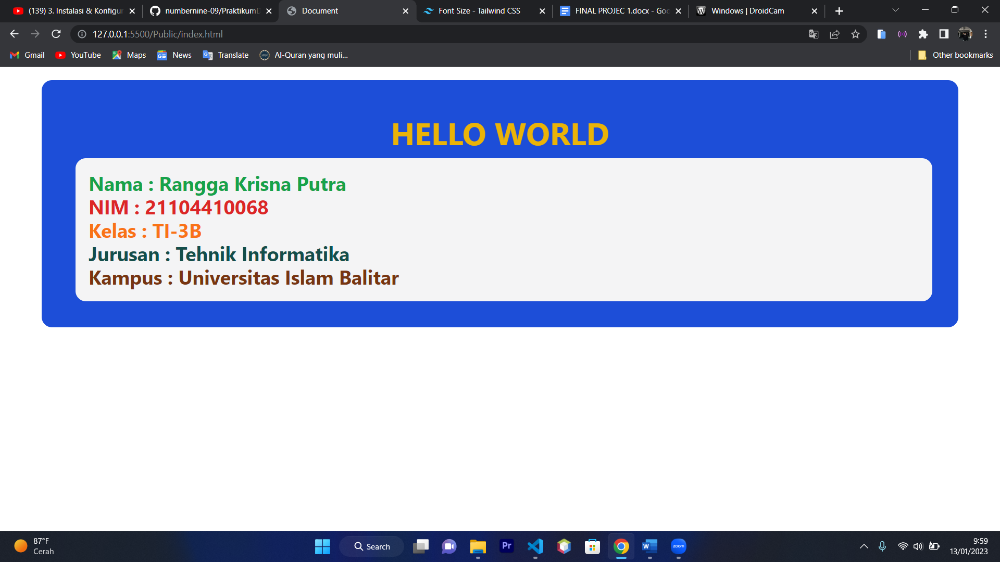 (139) 3. Instalasi & Konfigur
numbernine-09/PraktikumD
Document
Font Size - Tailwind CSS
FINAL PROJEC 1.docx - Goo
Windows | DroidCam
127.0.0.1:5500/Public/index.html
Gmail
YouTube
Maps
News
Translate
Al-Quran yang muli...
Other bookmarks
HELLO WORLD
Nama : Rangga Krisna Putra
NIM : 21104410068
Kelas : TI-3B
Jurusan : Tehnik Informatika
Kampus : Universitas Islam Balitar
87°F
Cerah
Search
Pr
W
zoom
9:59
13/01/2023